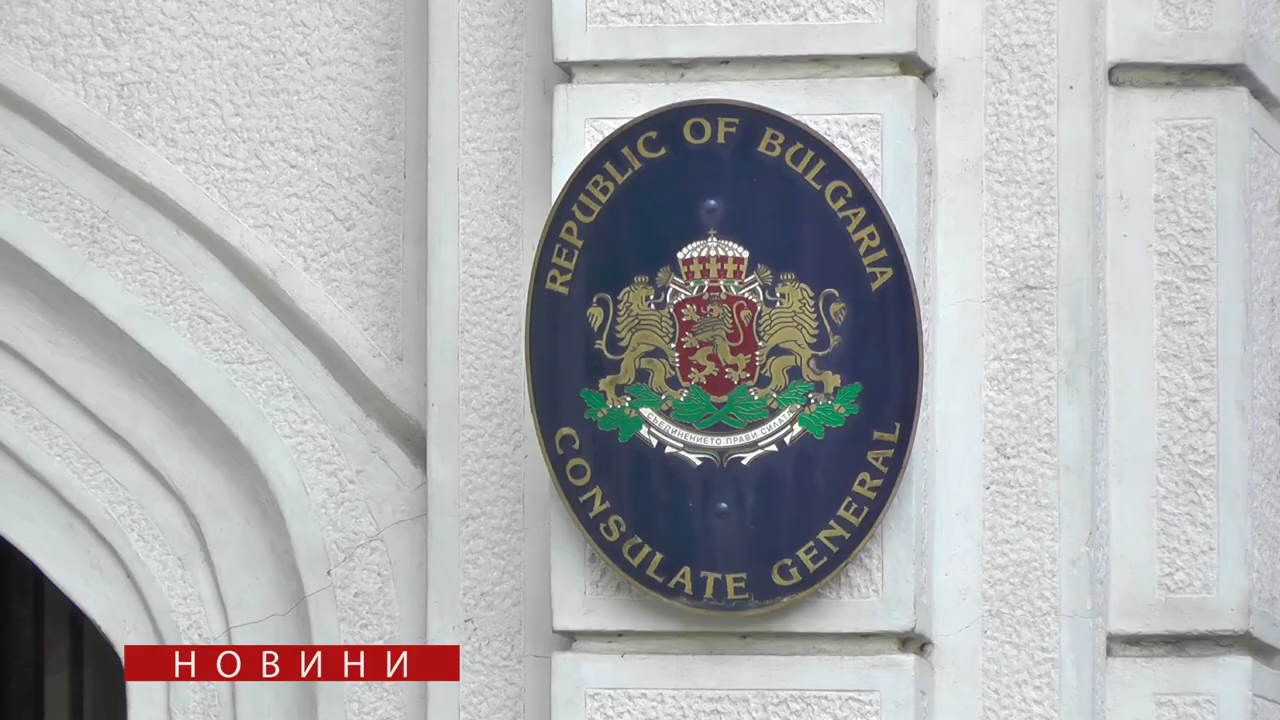 REPUBLIC OF BULGARIA
СЪЕДИНЕНИЕТО ПРАВИ СИЛАТА
CONSULATE GENERAL
НОВИНИ